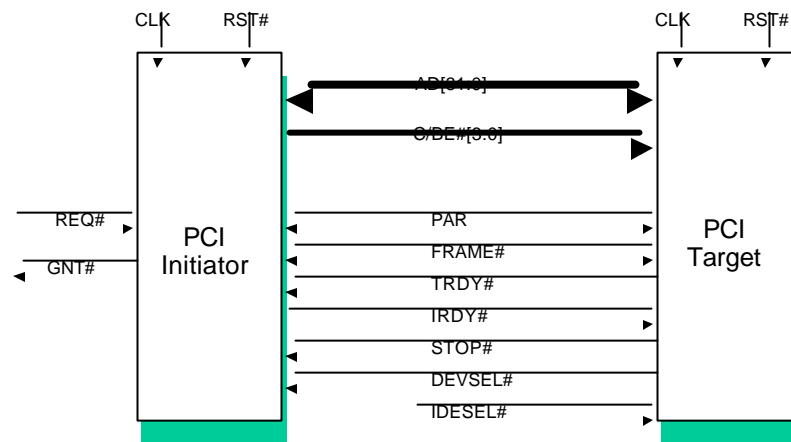 CLK RST# CLK RST#
AD[31:0]
C/BE#[3:0]
REQ# PAR
PCI Initiator
PCI Target
FRAME#
GNT#
TRDY#
IRDY#
STOP#
DEVSEL#
IDESEL#